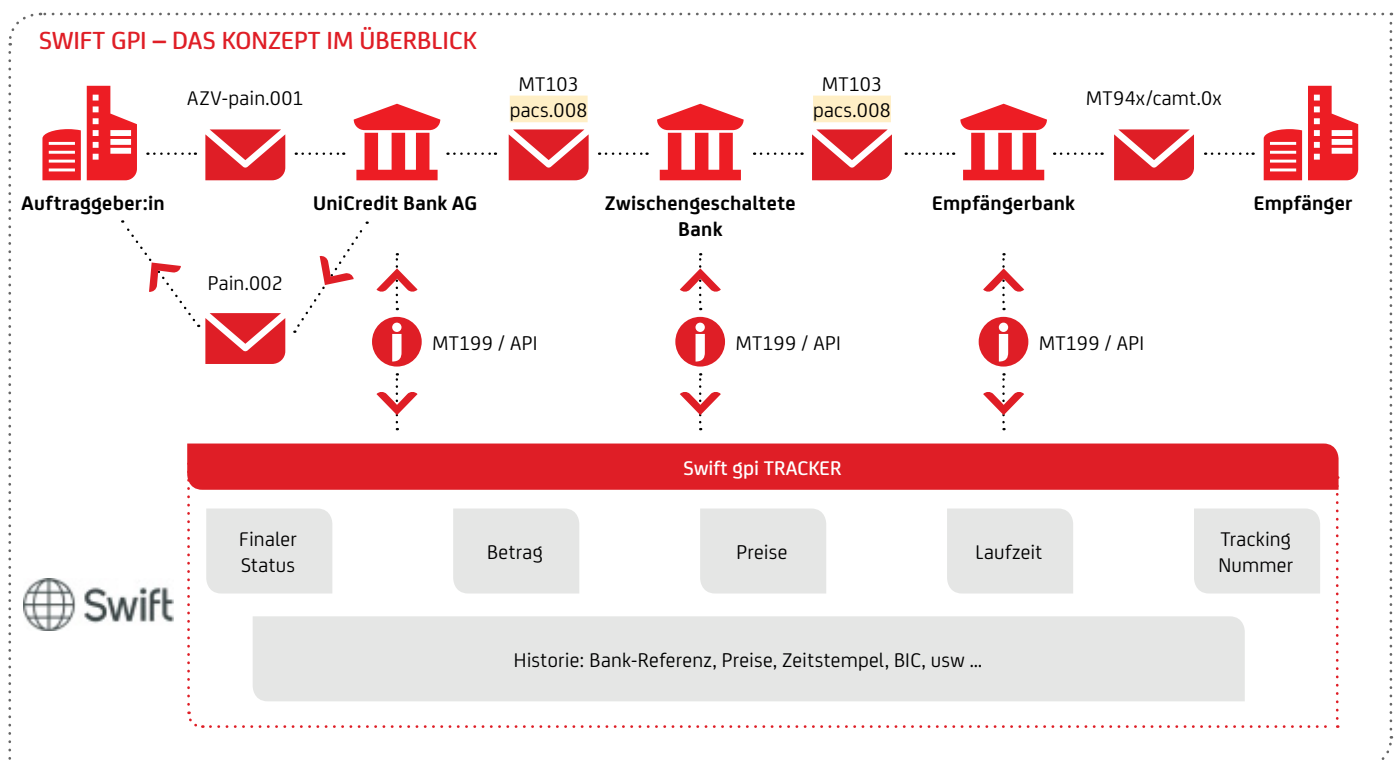 SWIFT GPI – DAS KONZEPT IM ÜBERBLICK
AZV-pain.001
MT103
pacs.008
MT103
pacs.008
MT94x/camt.0x
Auftraggeber:in
UniCredit Bank AG
Zwischengeschaltete
Bank
Empfängerbank
Empfänger
Pain.002
MT199 / API
MT199 / API
MT199 / API
Swift gpi TRACKER
Finaler
Status
Betrag
Preise
Laufzeit
Tracking
Nummer
Swift
Historie: Bank-Referenz, Preise, Zeitstempel, BIC, usw ...